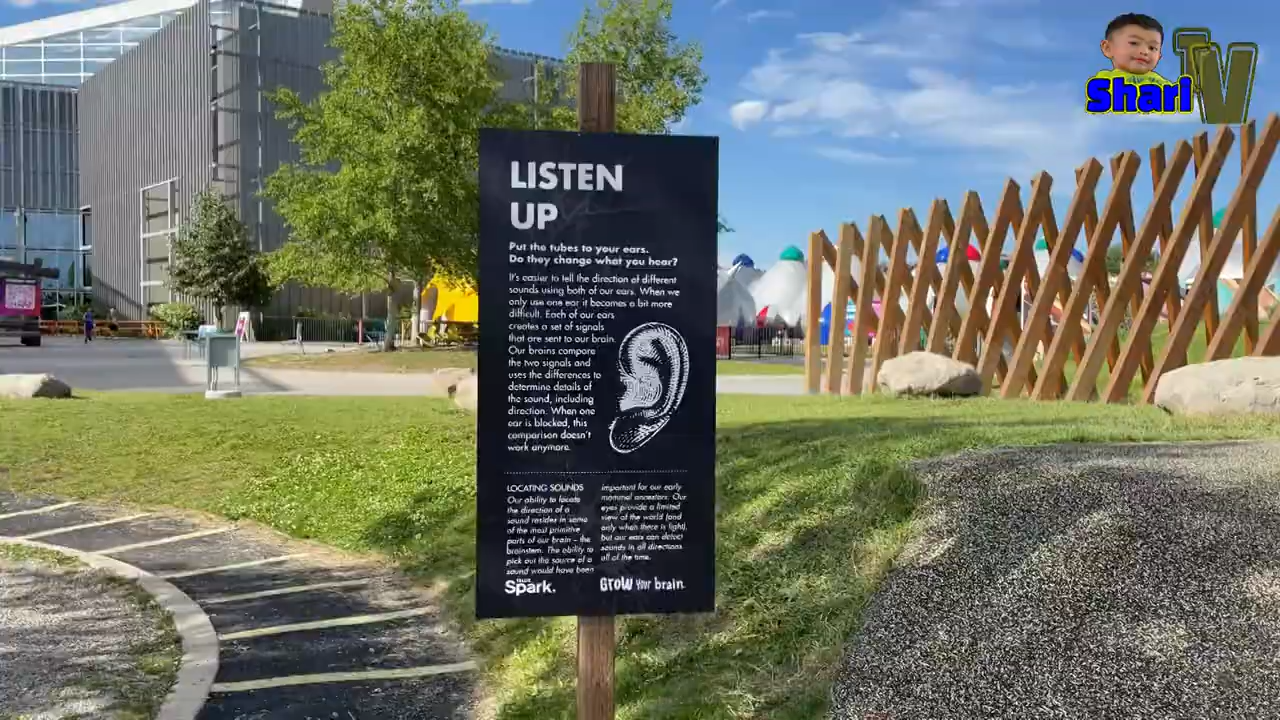 SharI TV
LISTEN
UP
Put the tubes to your ears.
Do they change what you hear?
It's easier to tell the direction of different
sounds using both of our ears. When we
only use one ear it becomes a bit more
difficult. Each of our ears
creates a set of signals
that are sent to our brain.
Our brains compare
the two signals and
uses the differences to
determine details of
the sound, including
direction. When one
ear is blocked, this
comparison doesn't
work anymore.
LOCATING SOUNDS
Our ability to locate
the direction of a
sound resides in some
of the most primitive
parts of our brain – the
brainstem. The ability to
pick out the source of a
sound would have been
important for our early
mammal ancestors. Our
eyes provide a limited
view of the world (and
only when there is light),
but our ears can detect
sounds in all directions
all of the time.
Spark.
Grow Your brain.